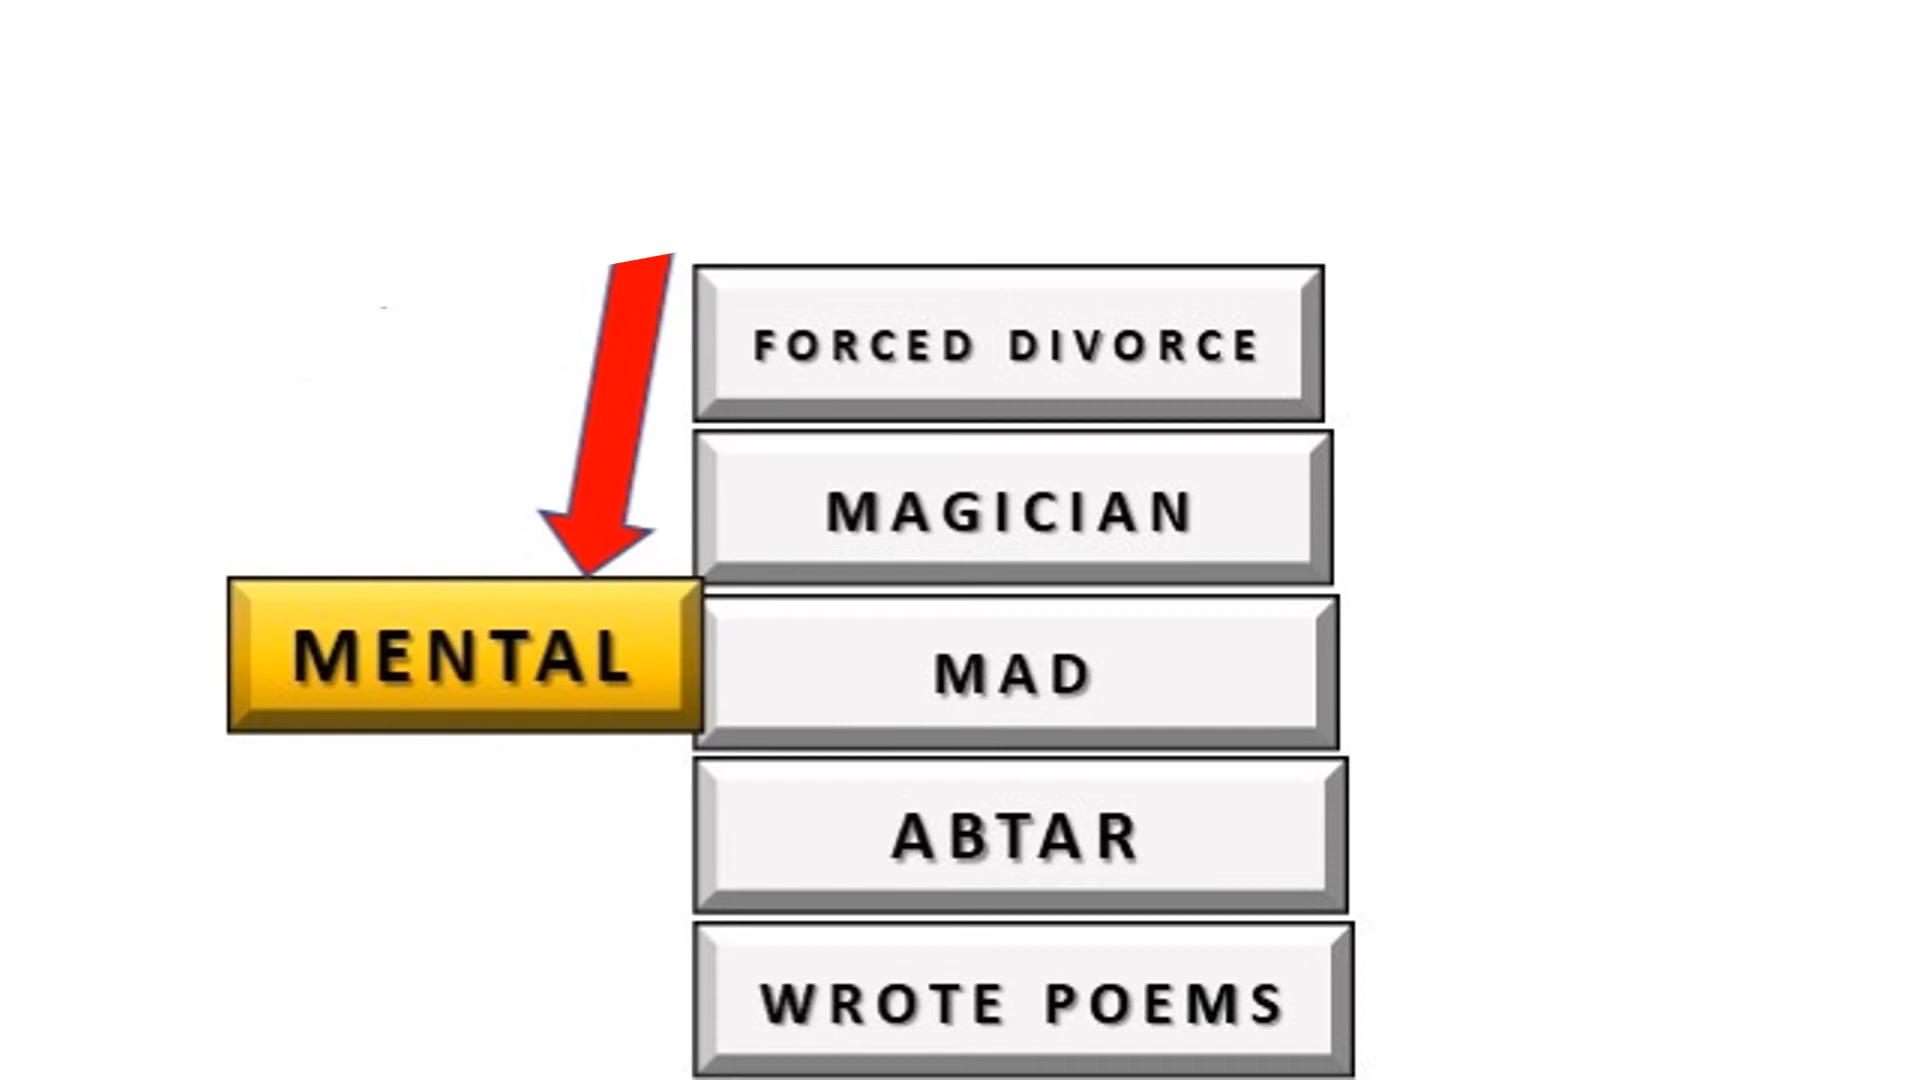 FORCED DIVORCE
MAGICIAN
MENTAL
MAD
ABTAR
WROTE POEMS